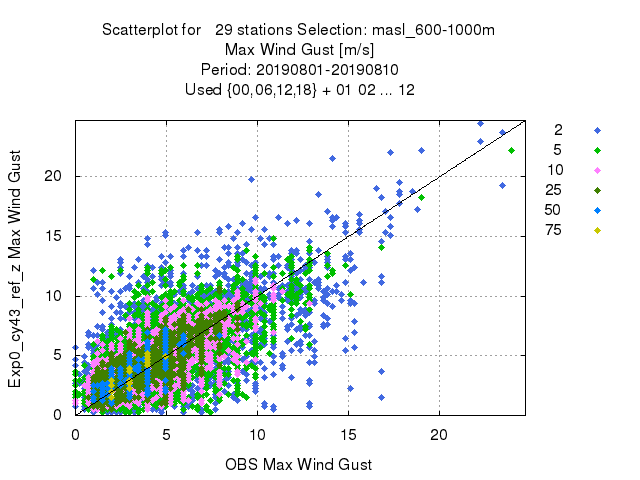 Scatterplot for 29 stations Selection: masl_600-1000m
Max Wind Gust [m/s]
Period: 20190801-20190810
Used {00,06,12,18} + 01 02 ... 12
2
5
10
25
50
75
Exp0_cy43_ref_z Max Wind Gust
20
15
10
5
0
0 5 10 15 20
OBS Max Wind Gust